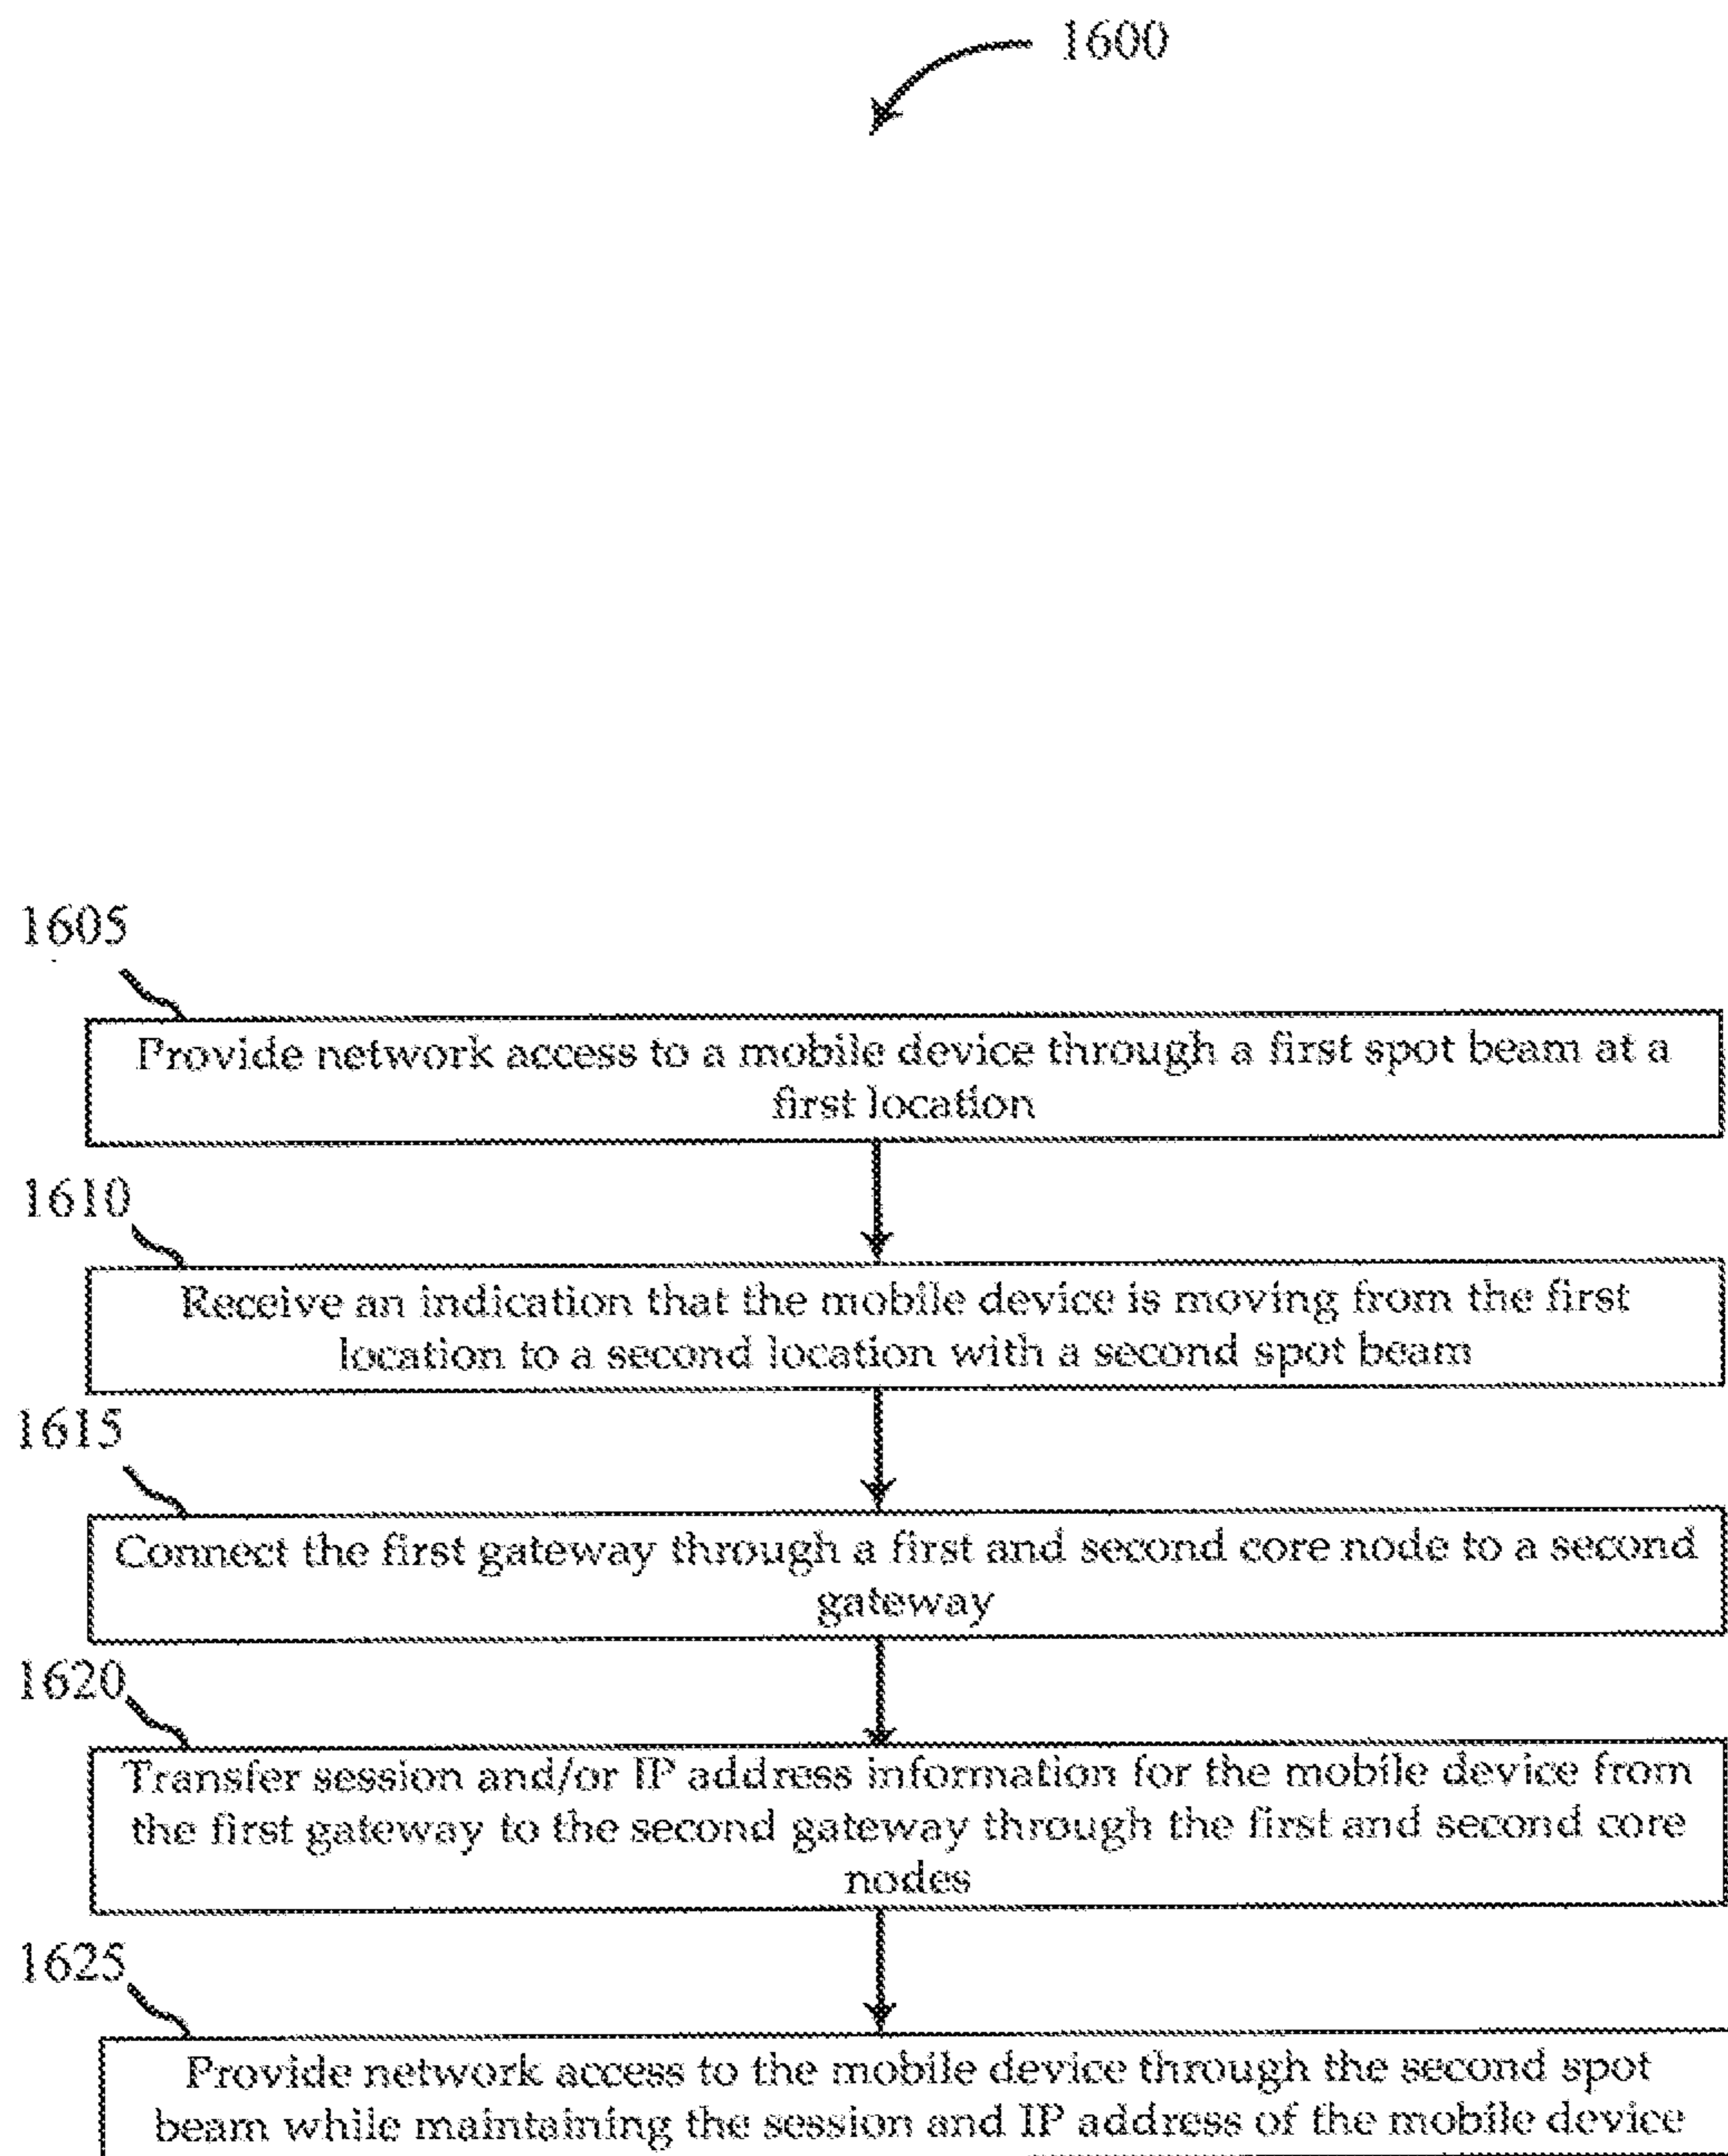 1600
1605
Provide network access to a mobile device through a first spot beam at a
first location
1610
Receive an indication that the mobile device is moving from the first
location to a second location with a second spot beam
1615
Connect the first gateway through a first and second core node to a second
gateway
1620
Transfer session and/or IP address information for the mobile device from
the first gateway to the second gateway through the first and second core
nodes
1625
Provide network access to the mobile device through the second spot
beam while maintaining the session and IP address of the mobile device